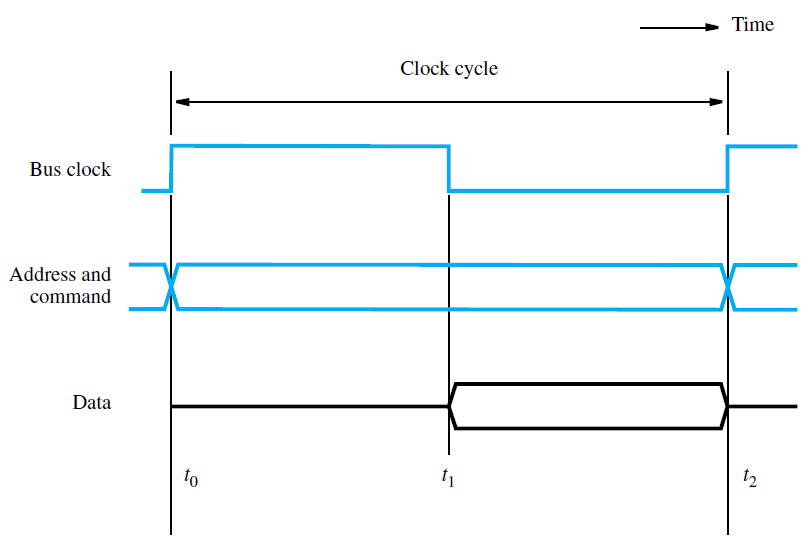 Time
Clock cycle
Bus clock
Address and
command
Data
t0
t1
t2